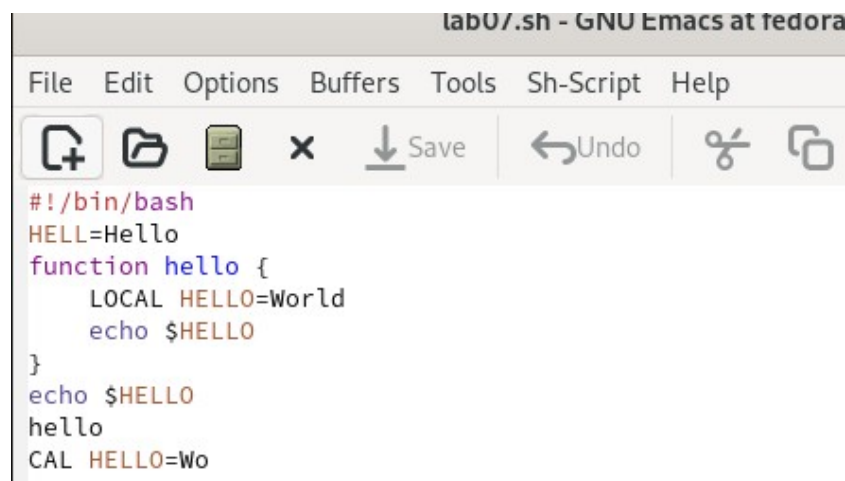 lab07.sh - GNU Emacs at fedora
File Edit Options Buffers Tools Sh-Script Help
Save Undo
#!/bin/bash
HELL=Hello
function hello {
    LOCAL HELLO=World
    echo $HELLO
}
echo $HELLO
hello
CAL HELLO=Wo